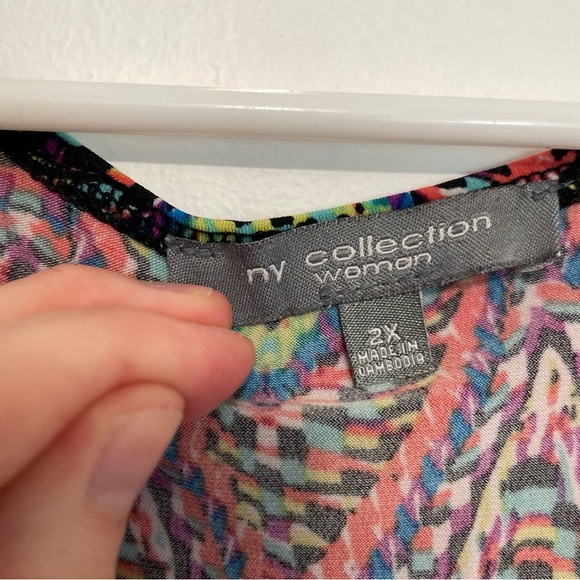 ny collection
woman
2X
MADE IN
CAMBODIA